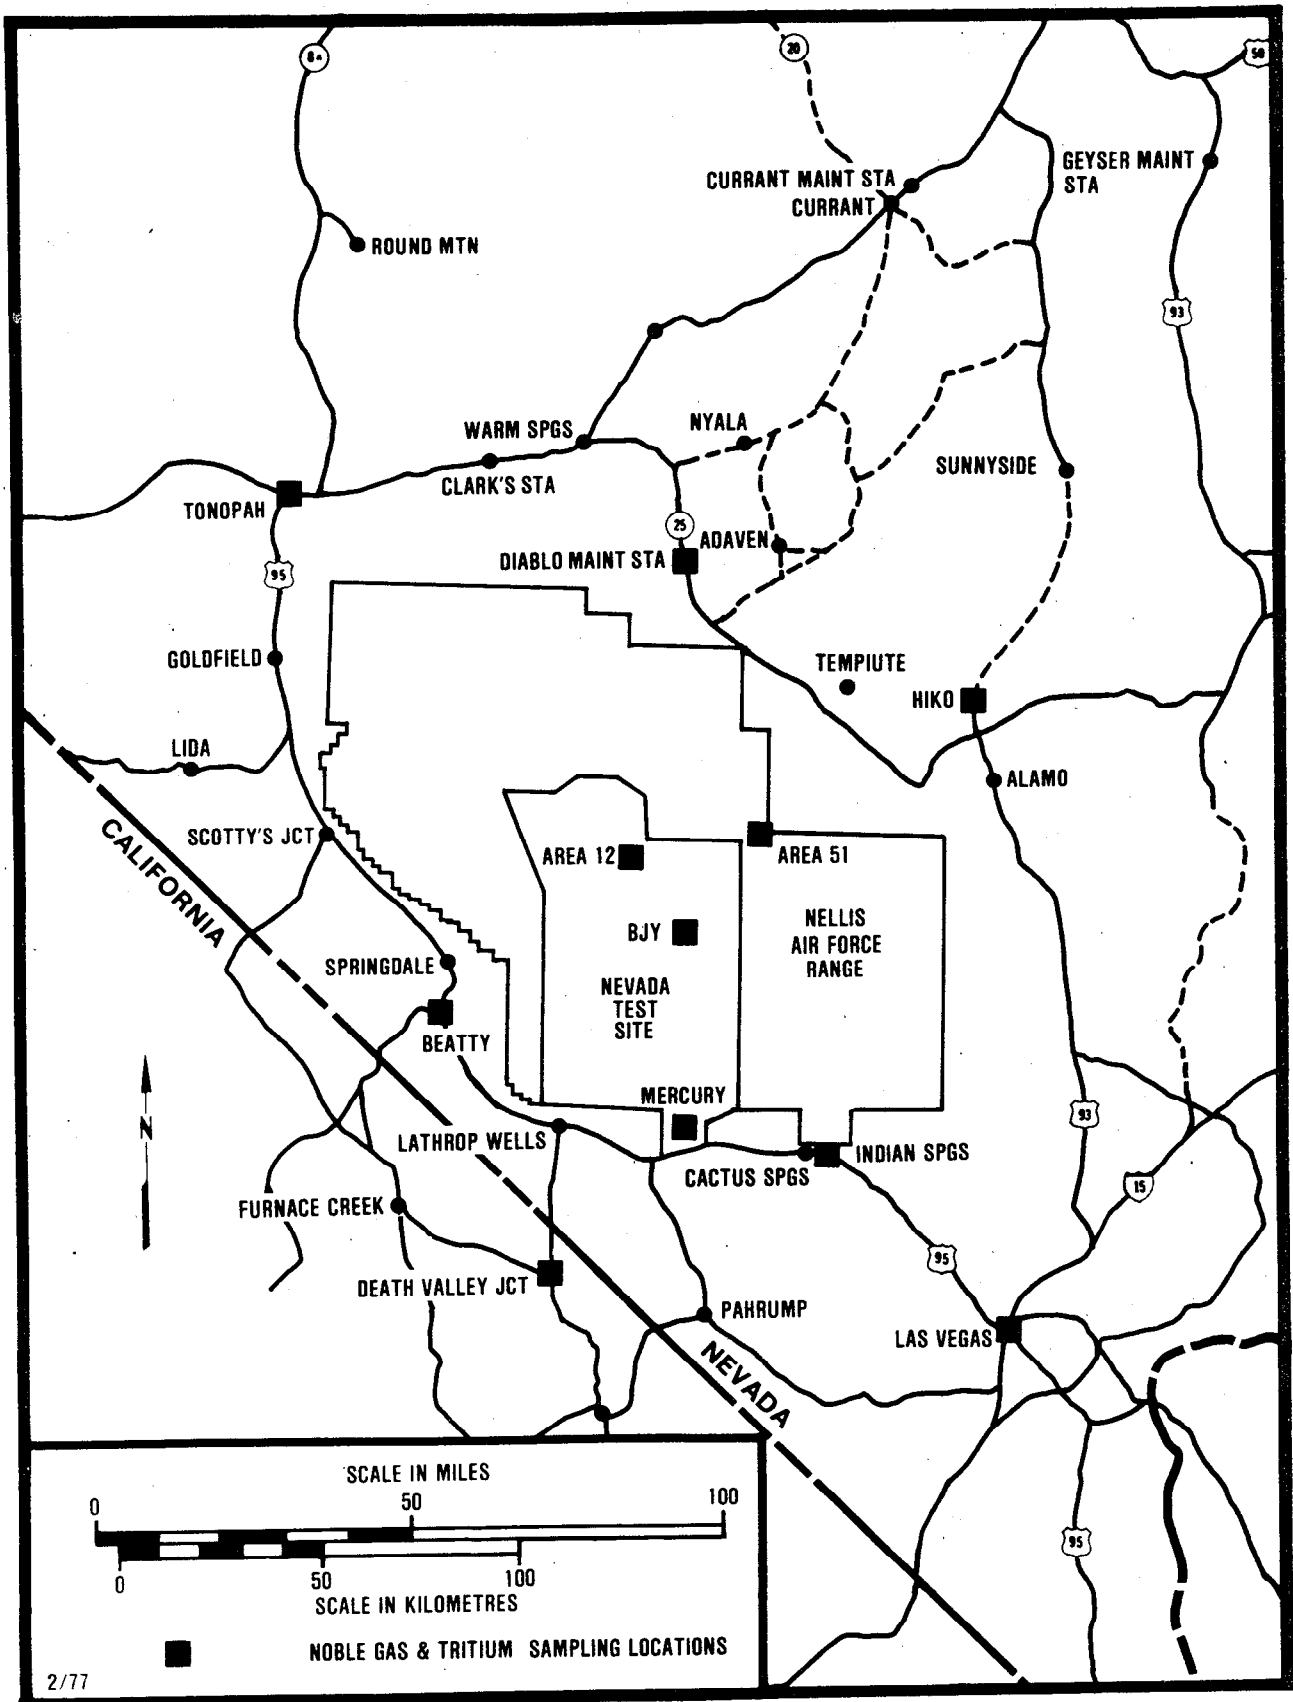 8A
20
50
GEYSER MAINT
STA
CURRANT MAINT STA
CURRANT
ROUND MTN
93
WARM SPGS
NYALA
CLARK'S STA
SUNNYSIDE
TONOPAH
25
ADAVEN
DIABLO MAINT STA
95
GOLDFIELD
TEMPIUTE
HIKO
LIDA
ALAMO
SCOTTY'S JCT
CALIFORNIA
AREA 12
AREA 51
BJY
NELLIS
AIR FORCE
RANGE
SPRINGDALE
NEVADA
TEST
SITE
BEATTY
MERCURY
N
93
LATHROP WELLS
INDIAN SPGS
CACTUS SPGS
15
FURNACE CREEK
95
DEATH VALLEY JCT
PAHRUMP
LAS VEGAS
NEVADA
SCALE IN MILES
0 50 100
0 50 100
SCALE IN KILOMETRES
95
NOBLE GAS & TRITIUM SAMPLING LOCATIONS
2/77